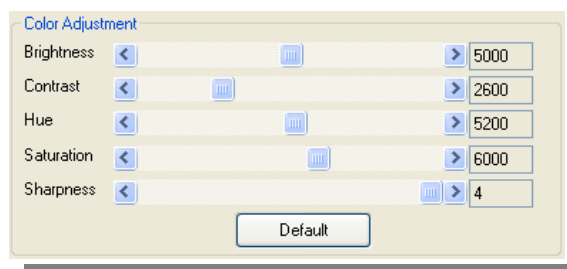 Color Adjustment
Brightness 5000
Contrast 2600
Hue 5200
Saturation 6000
Sharpness 4
Default